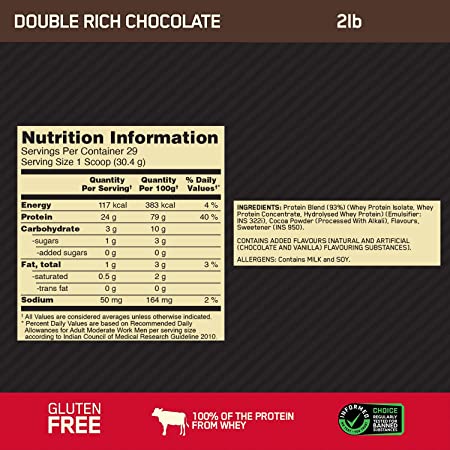 DOUBLE RICH CHOCOLATE 2lb
Nutrition Information
Servings Per Container 29
Serving Size 1 Scoop (30.4 g)
Quantity Per Serving† Quantity Per 100g† % Daily Values†*
Energy 117 kcal 383 kcal 4 %
Protein 24 g 79 g 40 %
Carbohydrate 3 g 10 g
-sugars 1 g 3 g
-added sugars 0 g 0 g
Fat, total 1 g 3 g 3 %
-saturated 0.5 g 2 g
-trans fat 0 g 0 g
Sodium 50 mg 164 mg 2 %
† All Values are considered averages unless otherwise indicated.
* Percent Daily Values are based on Recommended Daily
Allowances for Adult Moderate Work Men per serving size
according to Indian Council of Medical Research Guideline 2010.
INGREDIENTS: Protein Blend (93%) (Whey Protein Isolate, Whey
Protein Concentrate, Hydrolysed Whey Protein) (Emulsifier:
INS 322i), Cocoa Powder (Processed With Alkali), Flavours,
Sweetener (INS 950).
CONTAINS ADDED FLAVOURS (NATURAL AND ARTIFICIAL
(CHOCOLATE AND VANILLA) FLAVOURING SUBSTANCES).
ALLERGENS: Contains MILK and SOY.
GLUTEN
FREE
100% OF THE PROTEIN
FROM WHEY
INFORMED
CHOICE
REGULARLY
TESTED FOR
BANNED
SUBSTANCES